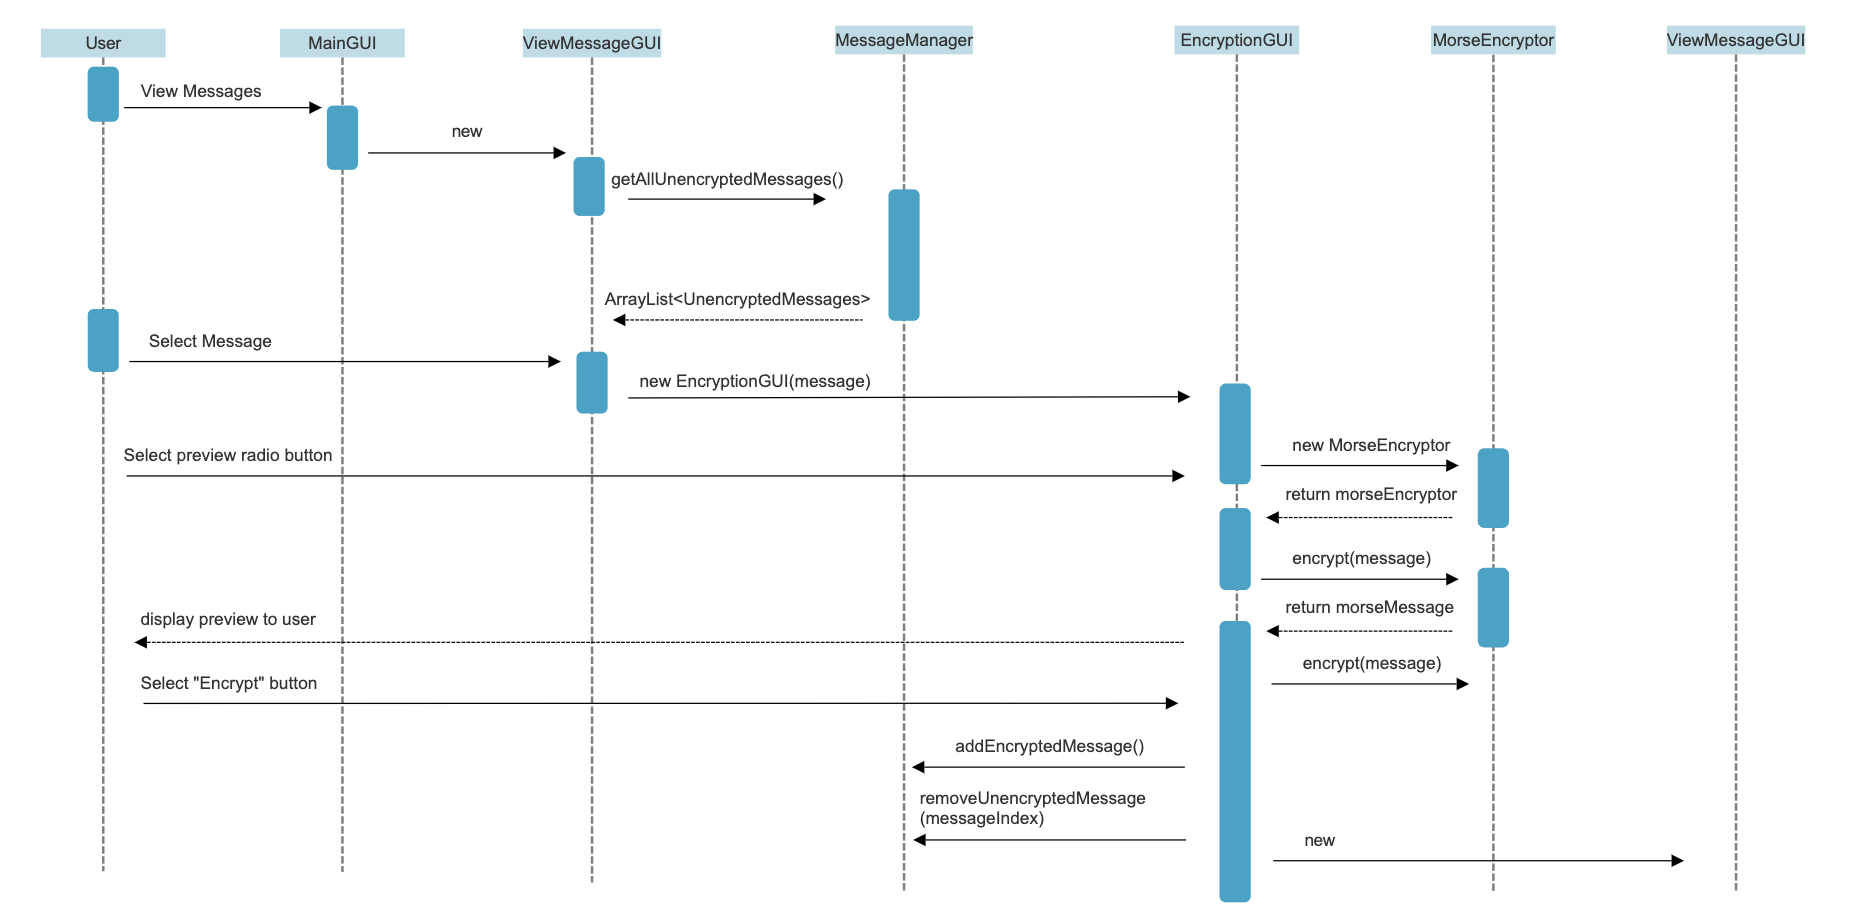 User
MainGUI
ViewMessageGUI
MessageManager
EncryptionGUI
MorseEncryptor
ViewMessageGUI
View Messages
new
getAllUnencryptedMessages()
ArrayList<UnencryptedMessages>
Select Message
new EncryptionGUI(message)
Select preview radio button
new MorseEncryptor
return morseEncryptor
encrypt(message)
return morseMessage
display preview to user
encrypt(message)
Select "Encrypt" button
addEncryptedMessage()
removeUnencryptedMessage
(messageIndex)
new